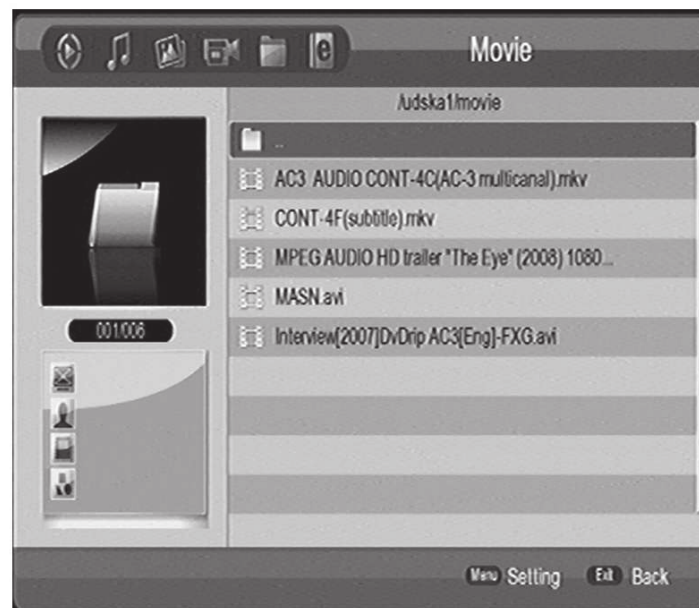 Movie
/udska1/movie
..
AC3 AUDIO CONT-4C(AC-3 multicanal).mkv
CONT-4F(subtitle).mkv
MPEG AUDIO HD trailer "The Eye" (2008) 1080...
MASN.avi
Interview[2007]DvDrip AC3[Eng]-FXG.avi
001/006
Menu Setting Exit Back